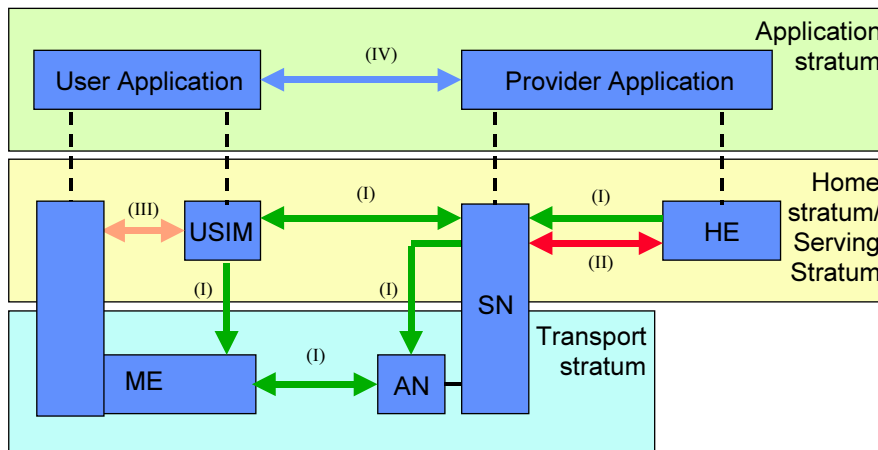 Application
stratum
User Application
(IV)
Provider Application
Home
stratum/
Serving
Stratum
(III)
USIM
(I)
(I)
HE
(II)
(I)
(I)
SN
Transport
stratum
ME
(I)
AN